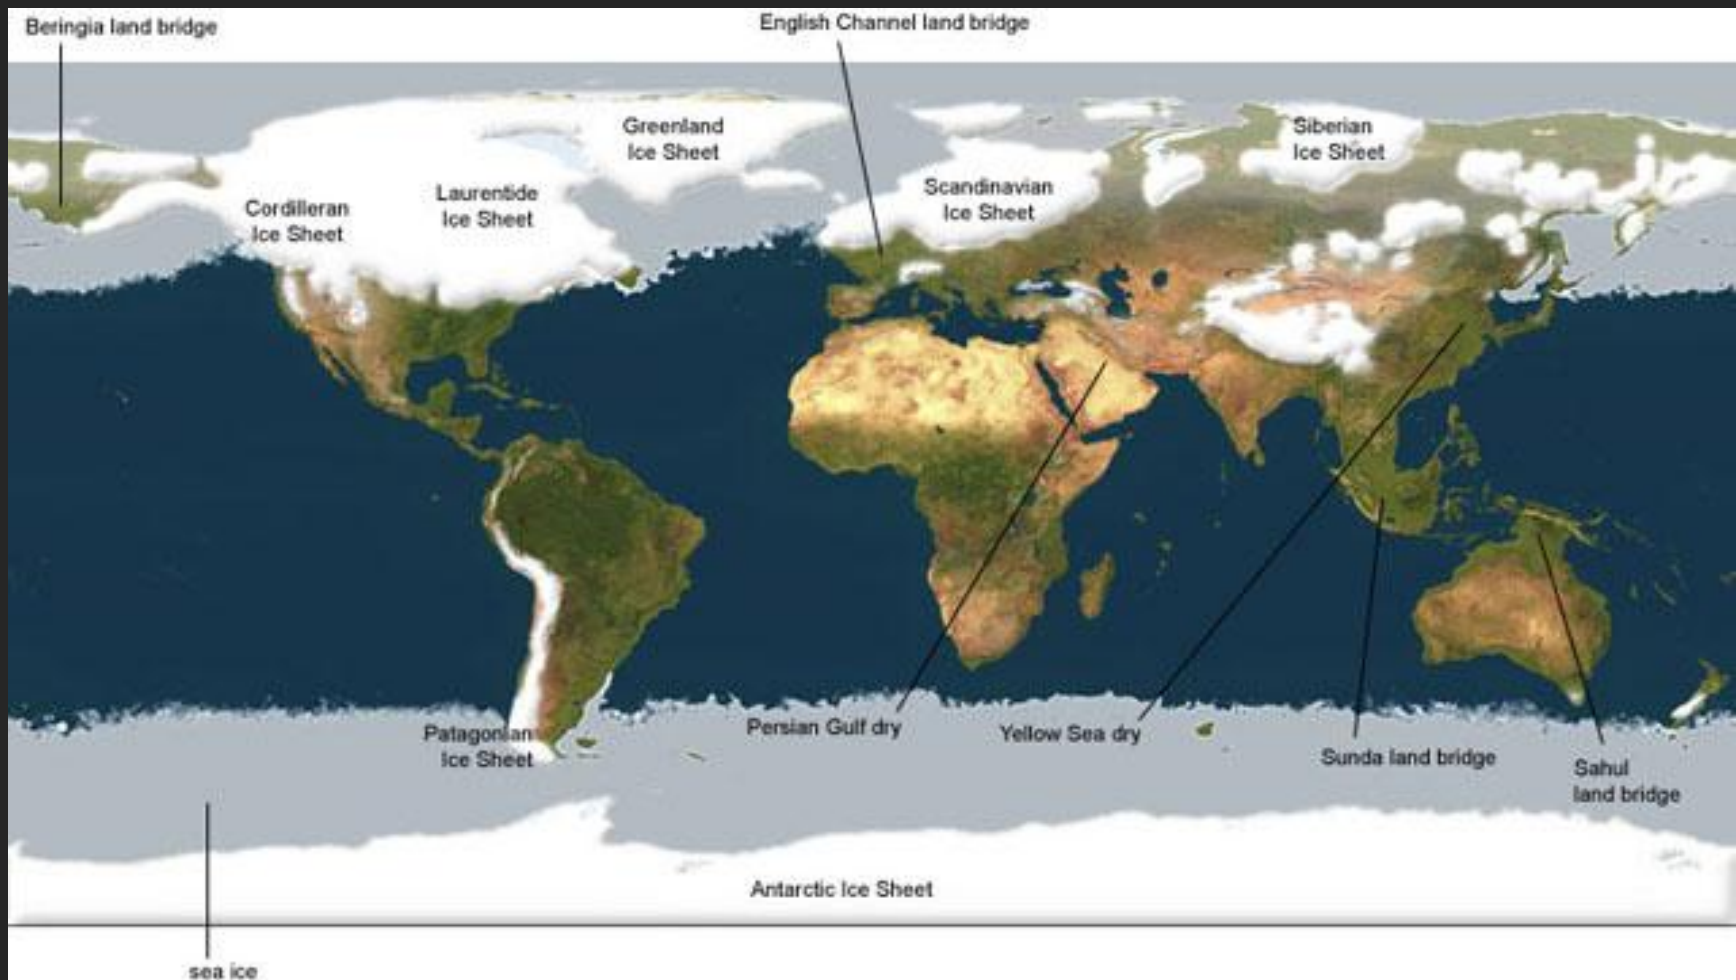 Beringia land bridge
English Channel land bridge
Greenland
Ice Sheet
Siberian
Ice Sheet
Laurentide
Ice Sheet
Scandinavian
Ice Sheet
Cordilleran
Ice Sheet
Patagonian
Ice Sheet
Persian Gulf dry
Yellow Sea dry
Sunda land bridge
Sahul
land bridge
Antarctic Ice Sheet
sea ice